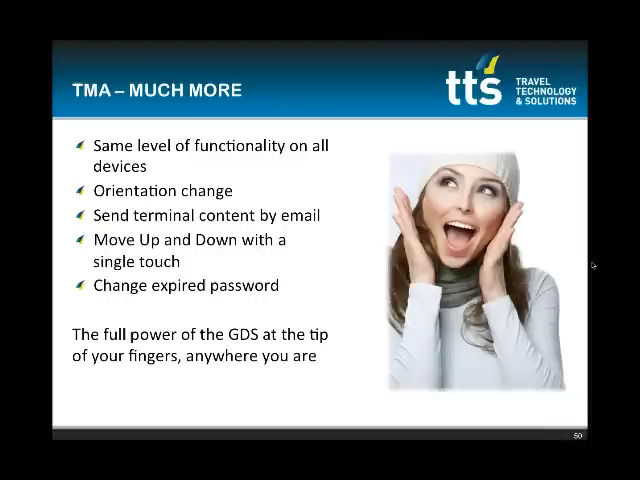 TMA – MUCH MORE
tts
TRAVEL
TECHNOLOGY
& SOLUTIONS
Same level of functionality on all
devices
Orientation change
Send terminal content by email
Move Up and Down with a
single touch
Change expired password
The full power of the GDS at the tip
of your fingers, anywhere you are
50